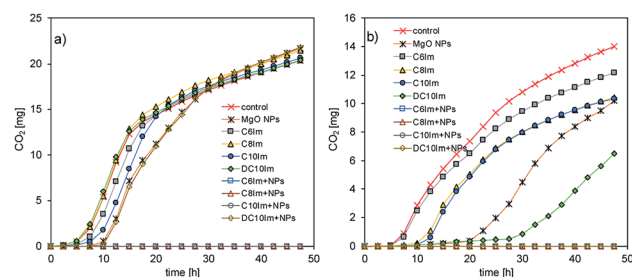 a)
CO₂ [mg]
25
20
15
10
5
0
0 10 20 30 40 50
time [h]
control
MgO NPs
C6Im
C8Im
C10Im
DC10Im
C6Im+NPs
C8Im+NPs
C10Im+NPs
DC10Im+NPs
b)
CO₂ [mg]
16
14
12
10
8
6
4
2
0
0 10 20 30 40 50
time [h]
control
MgO NPs
C6Im
C8Im
C10Im
DC10Im
C6Im+NPs
C8Im+NPs
C10Im+NPs
DC10Im+NPs